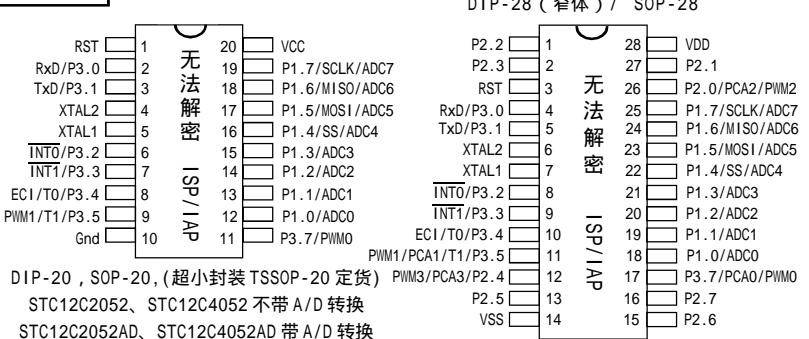 DIP-28(窄体)/ SOP-28
RST 1 20 VCC
RxD/P3.0 2 19 P1.7/SCLK/ADC7
TxD/P3.1 3 18 P1.6/MISO/ADC6
XTAL2 4 17 P1.5/MOSI/ADC5
XTAL1 5 16 P1.4/SS/ADC4
INT0/P3.2 6 15 P1.3/ADC3
INT1/P3.3 7 14 P1.2/ADC2
ECI/T0/P3.4 8 13 P1.1/ADC1
PWM1/T1/P3.5 9 12 P1.0/ADC0
Gnd 10 11 P3.7/PWM0
无法解密 ISP/IAP
DIP-20,SOP-20,(超小封装TSSOP-20定货)
STC12C2052、STC12C4052 不带A/D转换
STC12C2052AD、STC12C4052AD 带A/D转换
P2.2 1 28 VDD
P2.3 2 27 P2.1
RST 3 26 P2.0/PCA2/PWM2
RxD/P3.0 4 25 P1.7/SCLK/ADC7
TxD/P3.1 5 24 P1.6/MISO/ADC6
XTAL2 6 23 P1.5/MOSI/ADC5
XTAL1 7 22 P1.4/SS/ADC4
INT0/P3.2 8 21 P1.3/ADC3
INT1/P3.3 9 20 P1.2/ADC2
ECI/T0/P3.4 10 19 P1.1/ADC1
PWM1/PCA1/T1/P3.5 11 18 P1.0/ADC0
PWM3/PCA3/P2.4 12 17 P3.7/PCA0/PWM0
P2.5 13 16 P2.7
VSS 14 15 P2.6
无法解密 ISP/IAP